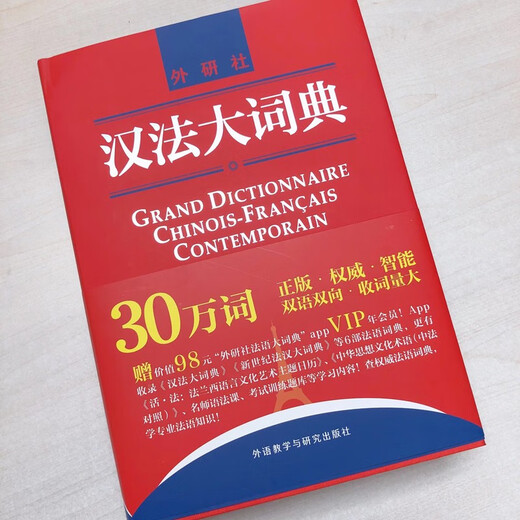 外研社
汉法大词典
GRAND DICTIONNAIRE
CHINOIS-FRANÇAIS
CONTEMPORAIN
30万词
正版·权威·智能
双语双向·收词量大
赠价值98元“外研社法语大词典”app VIP年会员！App
收录《汉法大词典》《新世纪法汉大词典》等6部法语词典，更有
《活·法：法兰西语言文化艺术主题日历》、《中华思想文化术语（中法
对照）》、名师语法课、考试训练题库等学习内容！查权威法语词典，
学专业法语知识！
外语教学与研究出版社